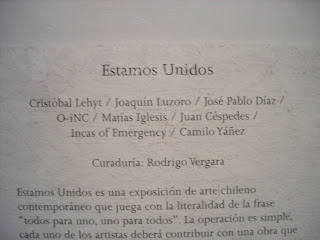 Estamos Unidos
Cristóbal Lehyt / Joaquín Luzoro / José Pablo Díaz /
O-iNC / Matías Iglesis / Juan Céspedes /
Incas of Emergency / Camilo Yáñez
Curaduría: Rodrigo Vergara
Estamos Unidos es una exposición de arte chileno
contemporáneo que juega con la literalidad de la frase
"todos para uno, uno para todos". La operación es simple,
cada uno de los artistas deberá contribuir con una obra que